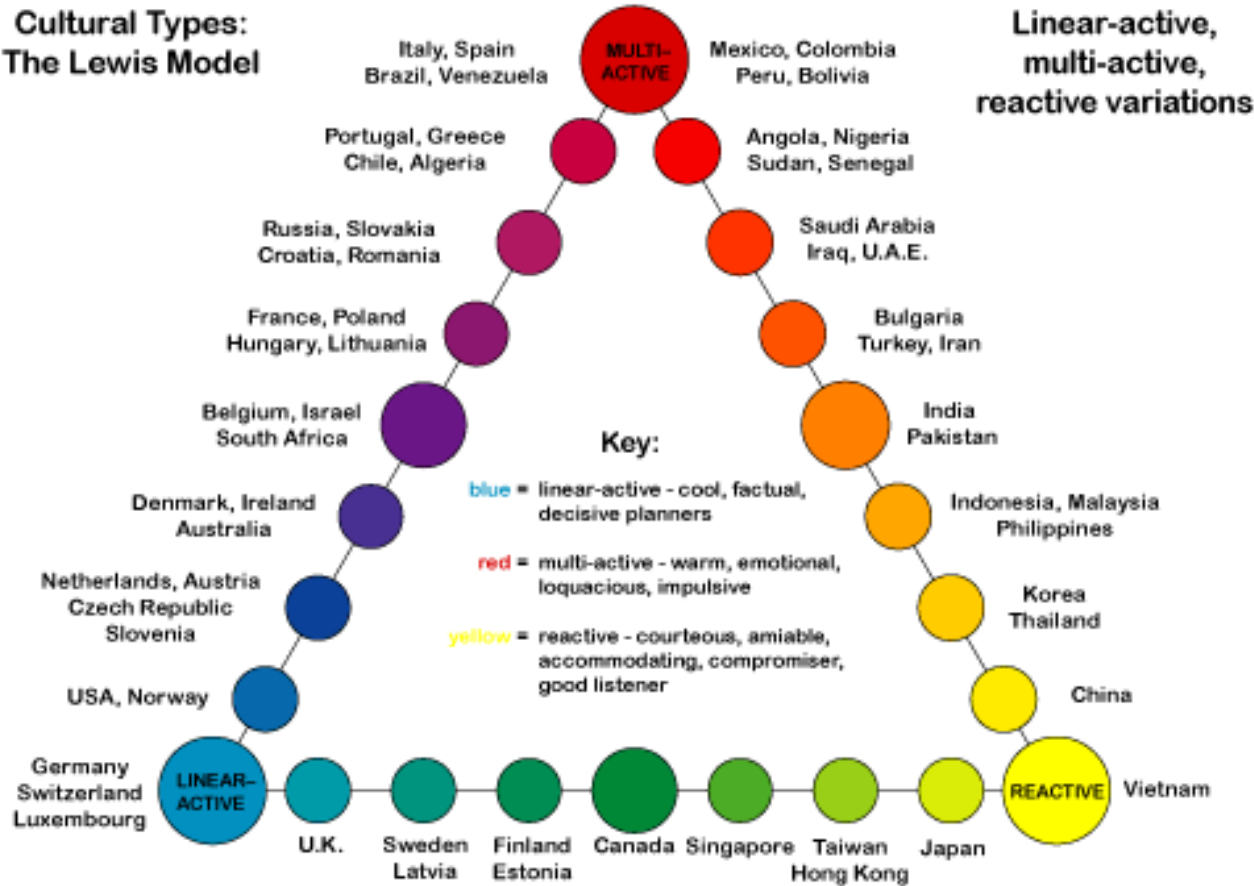 Cultural Types:
The Lewis Model
Linear-active,
multi-active,
reactive variations
MULTI-
ACTIVE
Italy, Spain
Brazil, Venezuela
Mexico, Colombia
Peru, Bolivia
Portugal, Greece
Chile, Algeria
Angola, Nigeria
Sudan, Senegal
Russia, Slovakia
Croatia, Romania
Saudi Arabia
Iraq, U.A.E.
France, Poland
Hungary, Lithuania
Bulgaria
Turkey, Iran
Belgium, Israel
South Africa
India
Pakistan
Denmark, Ireland
Australia
Indonesia, Malaysia
Philippines
Netherlands, Austria
Czech Republic
Slovenia
Korea
Thailand
USA, Norway
China
Key:
blue = linear-active - cool, factual,
decisive planners
red = multi-active - warm, emotional,
loquacious, impulsive
yellow = reactive - courteous, amiable,
accommodating, compromiser,
good listener
Germany
Switzerland
Luxembourg
LINEAR-
ACTIVE
REACTIVE
Vietnam
U.K.
Sweden
Latvia
Finland
Estonia
Canada
Singapore
Taiwan
Hong Kong
Japan